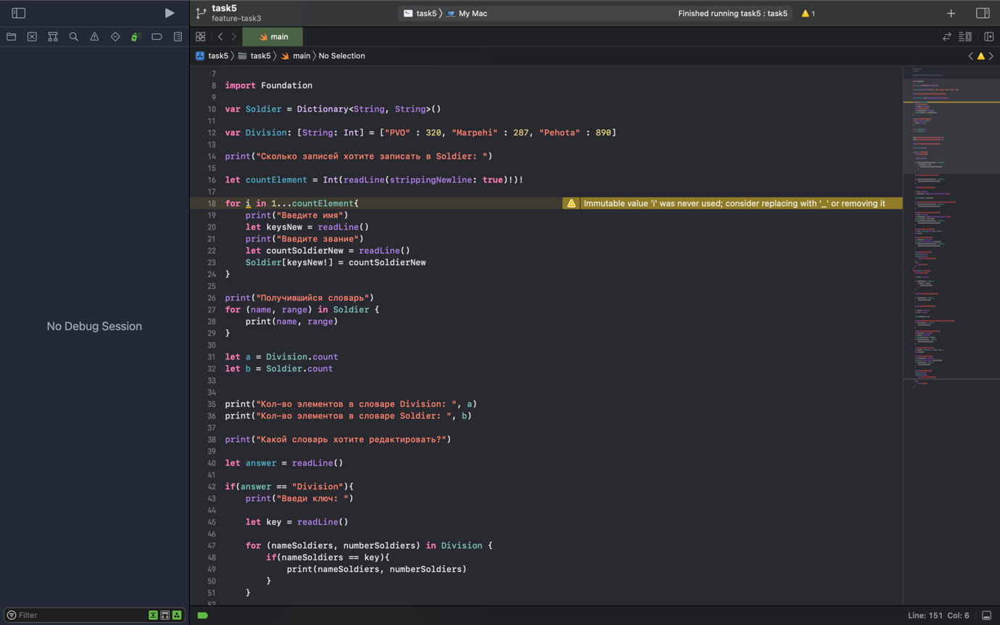 task5
feature-task3
task5 〉 My Mac
Finished running task5 : task5
1
main
task5 〉 task5 〉 main 〉 No Selection
7
8 import Foundation
9
10 var Soldier = Dictionary<String, String>()
11
12 var Division: [String: Int] = ["PVO" : 320, "Marpehi" : 287, "Pehota" : 890]
13
14 print("Сколько записей хотите записать в Soldier: ")
15
16 let countElement = Int(readLine(strippingNewline: true)!)!
17
18 for i in 1...countElement{ Immutable value 'i' was never used; consider replacing with '_' or removing it
19 print("Введите имя")
20 let keysNew = readLine()
21 print("Введите звание")
22 let countSoldierNew = readLine()
23 Soldier[keysNew!] = countSoldierNew
24 }
25
26 print("Получившийся словарь")
27 for (name, range) in Soldier {
28 print(name, range)
29 }
30
31 let a = Division.count
32 let b = Soldier.count
33
34
35 print("Кол-во элементов в словаре Division: ", a)
36 print("Кол-во элементов в словаре Soldier: ", b)
37
38 print("Какой словарь хотите редактировать?")
39
40 let answer = readLine()
41
42 if(answer == "Division"){
43 print("Введи ключ: ")
44
45 let key = readLine()
46
47 for (nameSoldiers, numberSoldiers) in Division {
48 if(nameSoldiers == key){
49 print(nameSoldiers, numberSoldiers)
50 }
51 }
52
No Debug Session
Filter
Line: 151 Col: 6